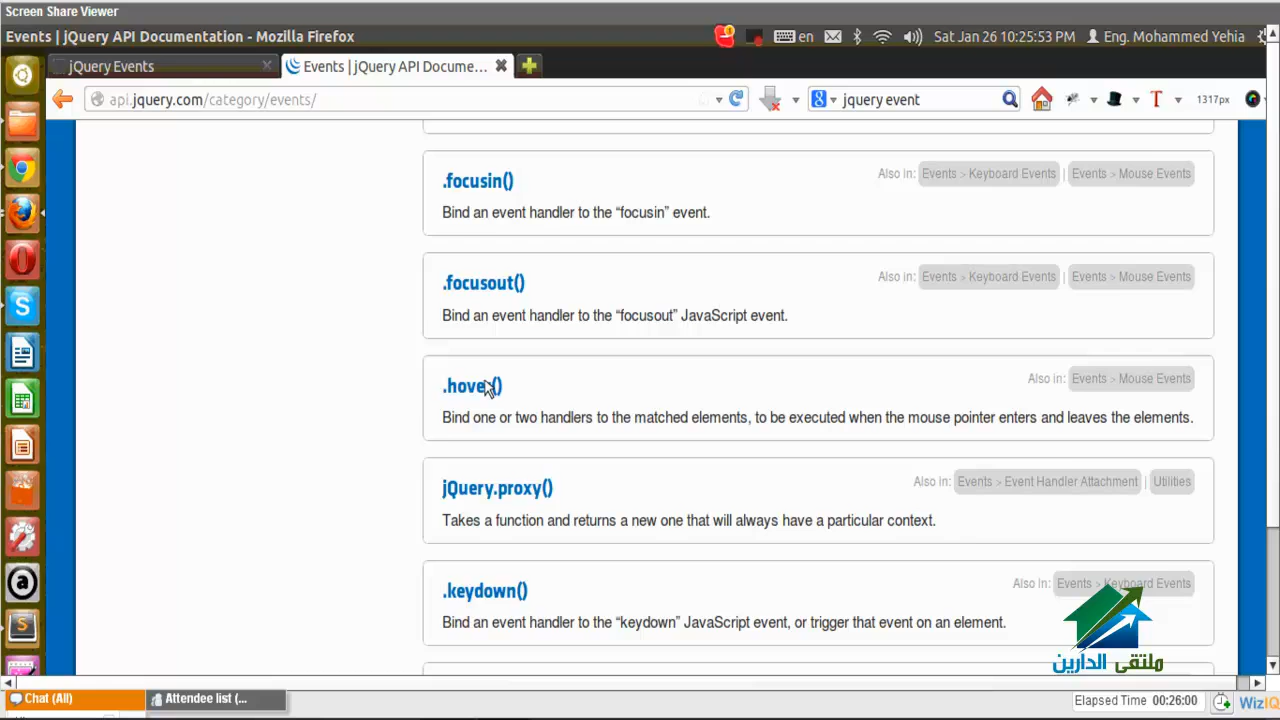 Screen Share Viewer
Events | jQuery API Documentation - Mozilla Firefox
en
Sat Jan 26 10:25:53 PM
Eng. Mohammed Yehia
jQuery Events
Events | jQuery API Docume...
api.jquery.com/category/events/
jquery event
1317px
.focusin()
Also in: Events > Keyboard Events | Events > Mouse Events
Bind an event handler to the “focusin” event.
.focusout()
Also in: Events > Keyboard Events | Events > Mouse Events
Bind an event handler to the “focusout” JavaScript event.
.hover()
Also in: Events > Mouse Events
Bind one or two handlers to the matched elements, to be executed when the mouse pointer enters and leaves the elements.
jQuery.proxy()
Also in: Events > Event Handler Attachment | Utilities
Takes a function and returns a new one that will always have a particular context.
.keydown()
Also in: Events > Keyboard Events
Bind an event handler to the “keydown” JavaScript event, or trigger that event on an element.
ملتقى الدارين
Chat (All)
Attendee list (...
Elapsed Time 00:26:00
WizIQ